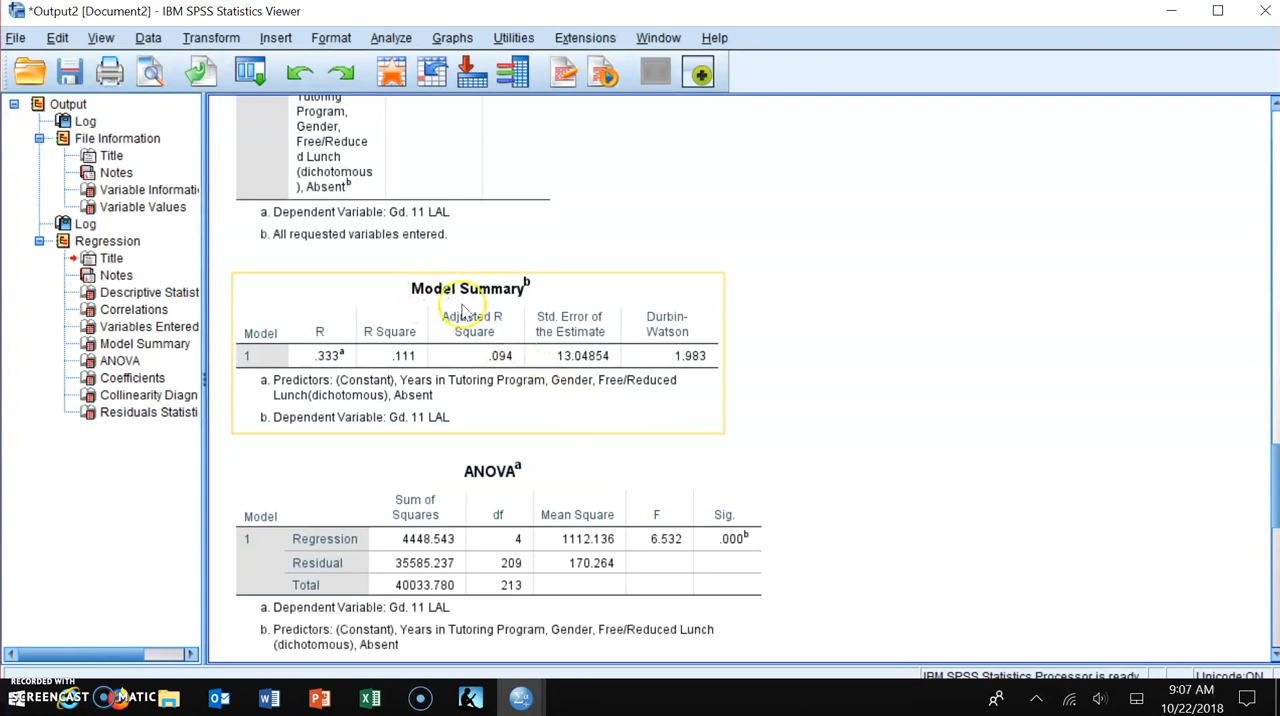 *Output2 [Document2] - IBM SPSS Statistics Viewer
File Edit View Data Transform Insert Format Analyze Graphs Utilities Extensions Window Help
Output
Log
File Information
Title
Notes
Variable Informati
Variable Values
Log
Regression
Title
Notes
Descriptive Statist
Correlations
Variables Entered
Model Summary
ANOVA
Coefficients
Collinearity Diagn
Residuals Statisti
Tutoring
Program,
Gender,
Free/Reduce
d Lunch
(dichotomous
), Absentb
a. Dependent Variable: Gd. 11 LAL
b. All requested variables entered.
Model Summaryb
Model R R Square Adjusted R Square Std. Error of the Estimate Durbin-Watson
1 .333a .111 .094 13.04854 1.983
a. Predictors: (Constant), Years in Tutoring Program, Gender, Free/Reduced
Lunch(dichotomous), Absent
b. Dependent Variable: Gd. 11 LAL
ANOVAa
Model Sum of Squares df Mean Square F Sig.
1 Regression 4448.543 4 1112.136 6.532 .000b
Residual 35585.237 209 170.264
Total 40033.780 213
a. Dependent Variable: Gd. 11 LAL
b. Predictors: (Constant), Years in Tutoring Program, Gender, Free/Reduced Lunch
(dichotomous), Absent
IBM SPSS Statistics Processor is ready
Unicode:ON
RECORDED WITH
SCREENCAST MATIC
9:07 AM
10/22/2018